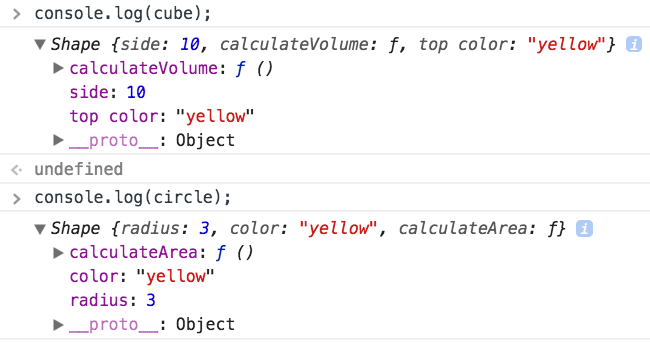 > console.log(cube);
▼ Shape {side: 10, calculateVolume: ƒ, top color: "yellow"} i
▶ calculateVolume: ƒ ()
side: 10
top color: "yellow"
▶ __proto__: Object
<· undefined
> console.log(circle);
▼ Shape {radius: 3, color: "yellow", calculateArea: ƒ} i
▶ calculateArea: ƒ ()
color: "yellow"
radius: 3
▶ __proto__: Object